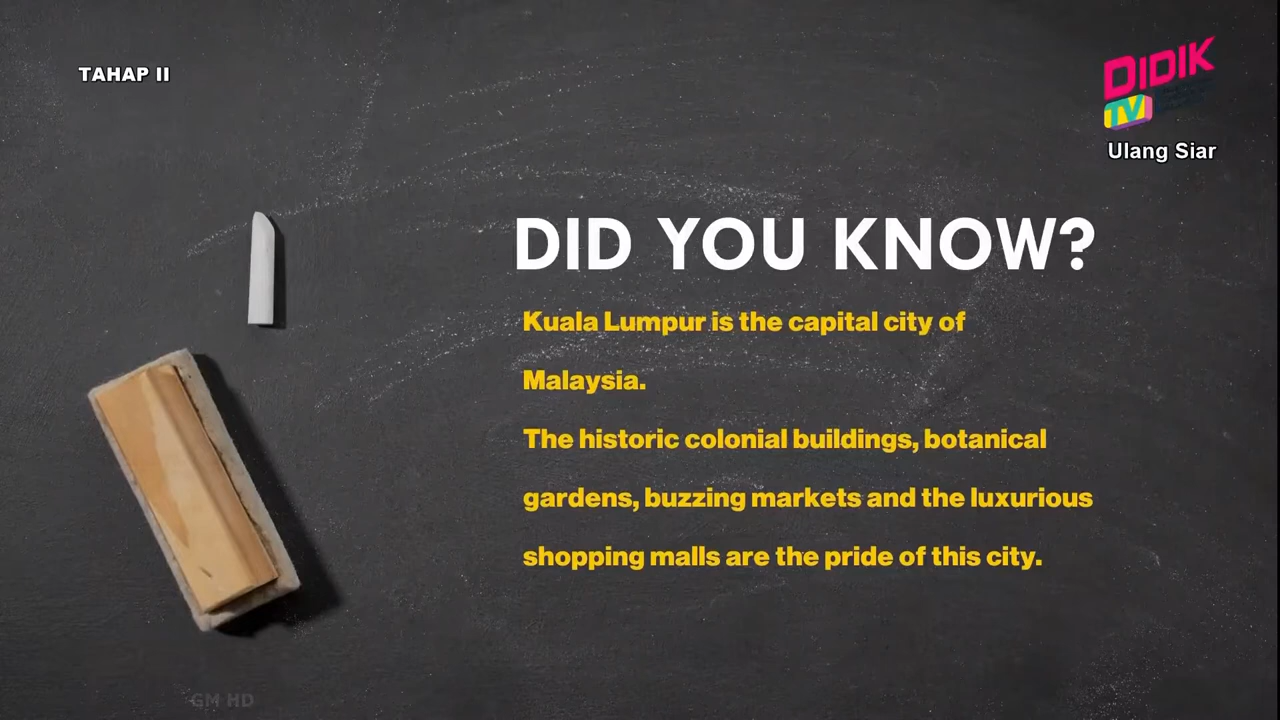 TAHAP II
DIDIK
TV
Ulang Siar
DID YOU KNOW?
Kuala Lumpur is the capital city of
Malaysia.
The historic colonial buildings, botanical
gardens, buzzing markets and the luxurious
shopping malls are the pride of this city.
GM HD